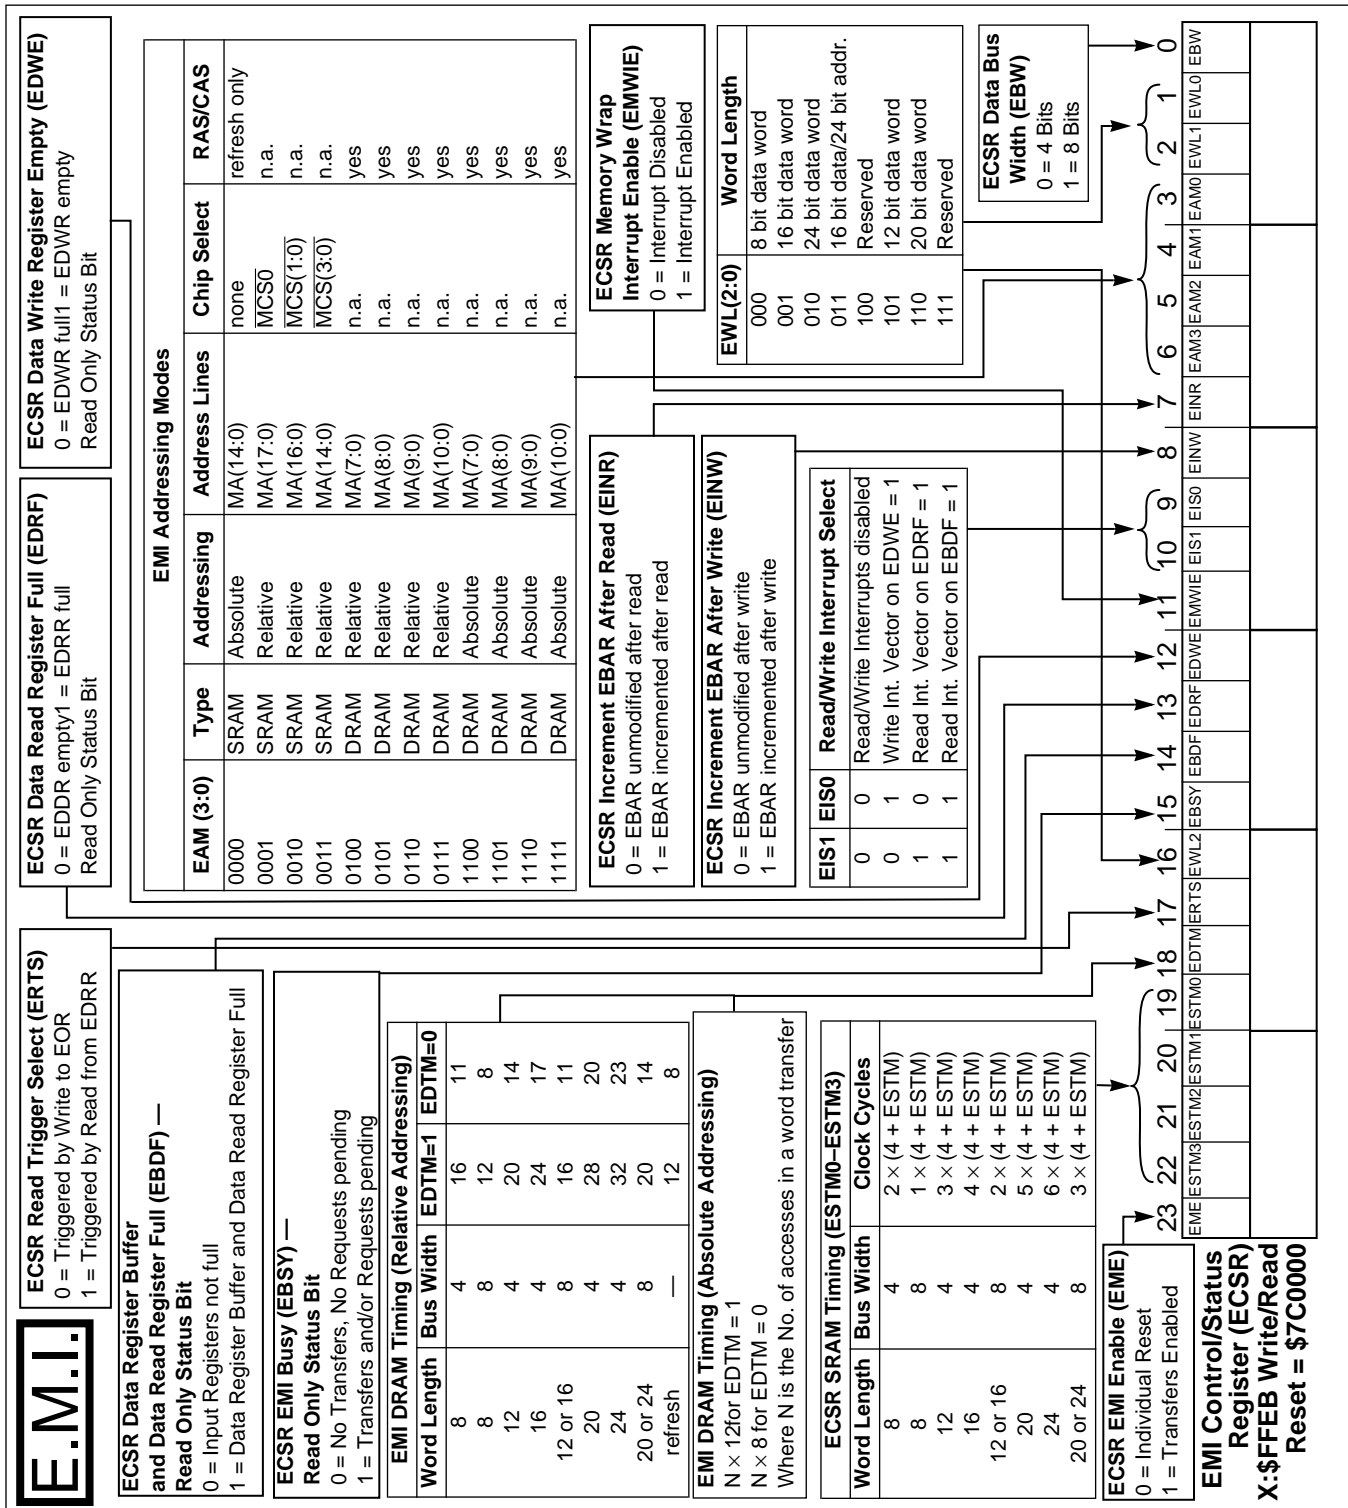 E.M.I.
ECSR Read Trigger Select (ERTS)
0 = Triggered by Write to EOR
1 = Triggered by Read from EDRR
ECSR Data Read Register Full (EDRF)
0 = EDDR empty1 = EDRR full
Read Only Status Bit
ECSR Data Write Register Empty (EDWE)
0 = EDWR full1 = EDWR empty
Read Only Status Bit
ECSR Data Register Buffer
and Data Read Register Full (EBDF) —
Read Only Status Bit
0 = Input Registers not full
1 = Data Register Buffer and Data Read Register Full
ECSR EMI Busy (EBSY) —
Read Only Status Bit
0 = No Transfers, No Requests pending
1 = Transfers and/or Requests pending
EMI DRAM Timing (Relative Addressing)
Word Length Bus Width EDTM=1 EDTM=0
8 4 16 11
8 8 12 8
12 4 20 14
16 4 24 17
12 or 16 8 16 11
20 4 28 20
24 4 32 23
20 or 24 8 20 14
refresh — 12 8
EMI DRAM Timing (Absolute Addressing)
N × 12for EDTM = 1
N × 8 for EDTM = 0
Where N is the No. of accesses in a word transfer
ECSR SRAM Timing (ESTM0–ESTM3)
Word Length Bus Width Clock Cycles
8 4 2 × (4 + ESTM)
8 8 1 × (4 + ESTM)
12 4 3 × (4 + ESTM)
16 4 4 × (4 + ESTM)
12 or 16 8 2 × (4 + ESTM)
20 4 5 × (4 + ESTM)
24 4 6 × (4 + ESTM)
20 or 24 8 3 × (4 + ESTM)
ECSR EMI Enable (EME)
0 = Individual Reset
1 = Transfers Enabled
EMI Addressing Modes
EAM (3:0) Type Addressing Address Lines Chip Select RAS/CAS
0000 SRAM Absolute MA(14:0) none refresh only
0001 SRAM Relative MA(17:0) MCS0 n.a.
0010 SRAM Relative MA(16:0) MCS(1:0) n.a.
0011 SRAM Relative MA(14:0) MCS(3:0) n.a.
0100 DRAM Relative MA(7:0) n.a. yes
0101 DRAM Relative MA(8:0) n.a. yes
0110 DRAM Relative MA(9:0) n.a. yes
0111 DRAM Relative MA(10:0) n.a. yes
1100 DRAM Absolute MA(7:0) n.a. yes
1101 DRAM Absolute MA(8:0) n.a. yes
1110 DRAM Absolute MA(9:0) n.a. yes
1111 DRAM Absolute MA(10:0) n.a. yes
ECSR Increment EBAR After Read (EINR)
0 = EBAR unmodified after read
1 = EBAR incremented after read
ECSR Increment EBAR After Write (EINW)
0 = EBAR unmodified after write
1 = EBAR incremented after write
EIS1 EIS0 Read/Write Interrupt Select
0 0 Read/Write Interrupts disabled
0 1 Write Int. Vector on EDWE = 1
1 0 Read Int. Vector on EDRF = 1
1 1 Read Int. Vector on EBDF = 1
ECSR Memory Wrap
Interrupt Enable (EMWIE)
0 = Interrupt Disabled
1 = Interrupt Enabled
EWL(2:0) Word Length
000 8 bit data word
001 16 bit data word
010 24 bit data word
011 16 bit data/24 bit addr.
100 Reserved
101 12 bit data word
110 20 bit data word
111 Reserved
ECSR Data Bus
Width (EBW)
0 = 4 Bits
1 = 8 Bits
23 22 21 20 19 18 17 16 15 14 13 12 11 10 9 8 7 6 5 4 3 2 1 0
EME ESTM3 ESTM2 ESTM1 ESTM0 EDTM ERTS EWL2 EBSY EBDF EDRF EDWE EMWIE EIS1 EIS0 EINW EINR EAM3 EAM2 EAM1 EAM0 EWL1 EWL0 EBW
EMI Control/Status
Register (ECSR)
X:$FFEB Write/Read
Reset = $7C0000